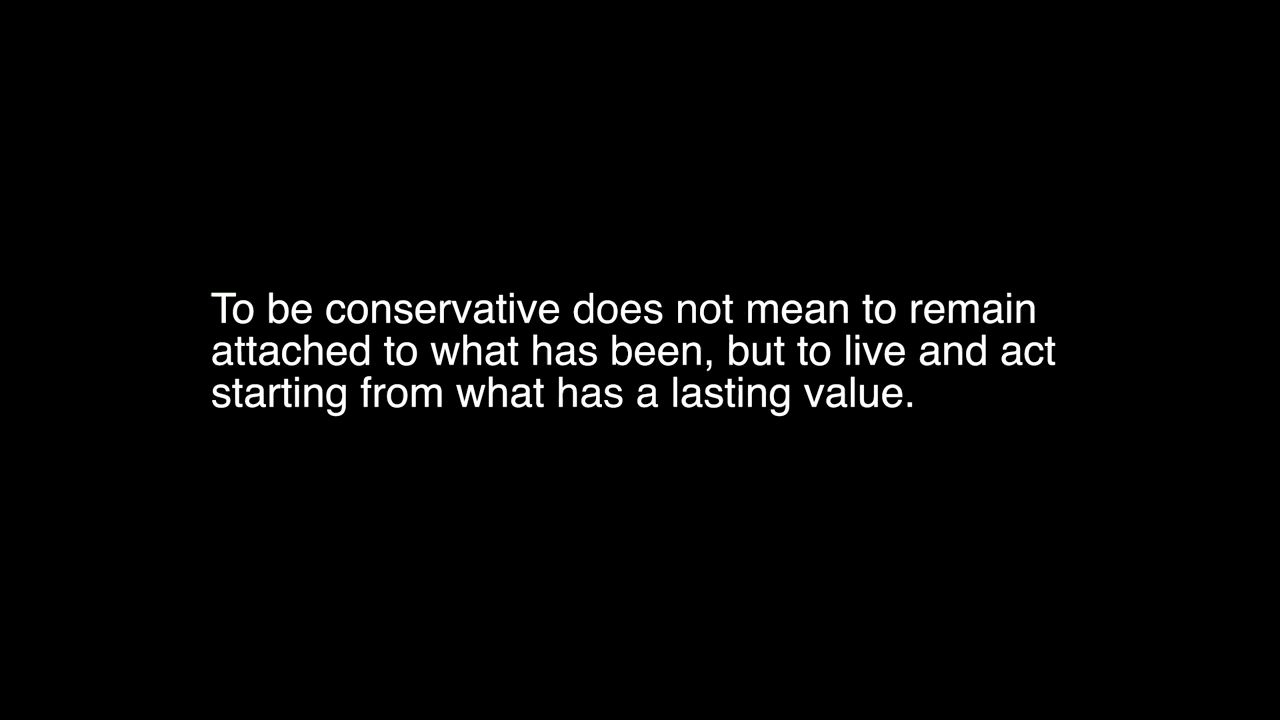 To be conservative does not mean to remain
attached to what has been, but to live and act
starting from what has a lasting value.